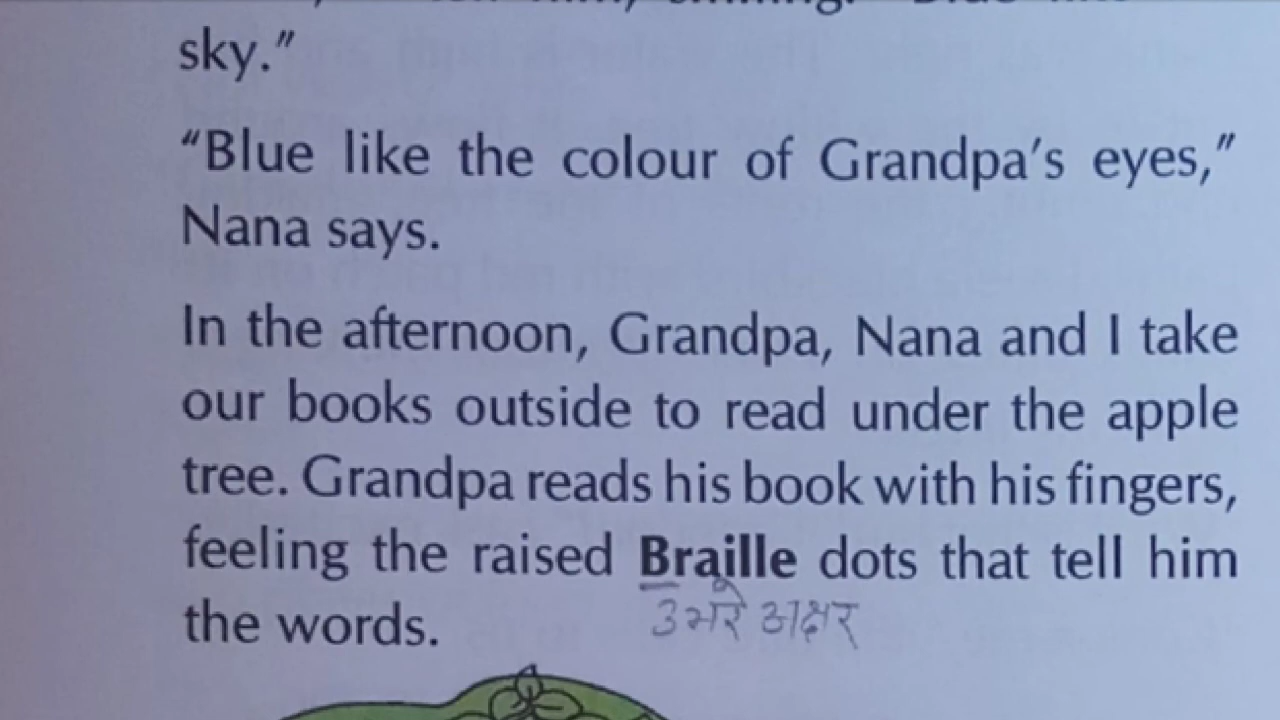 sky."
"Blue like the colour of Grandpa's eyes,"
Nana says.
In the afternoon, Grandpa, Nana and I take
our books outside to read under the apple
tree. Grandpa reads his book with his fingers,
feeling the raised Braille dots that tell him
the words.
उभरे अक्षर